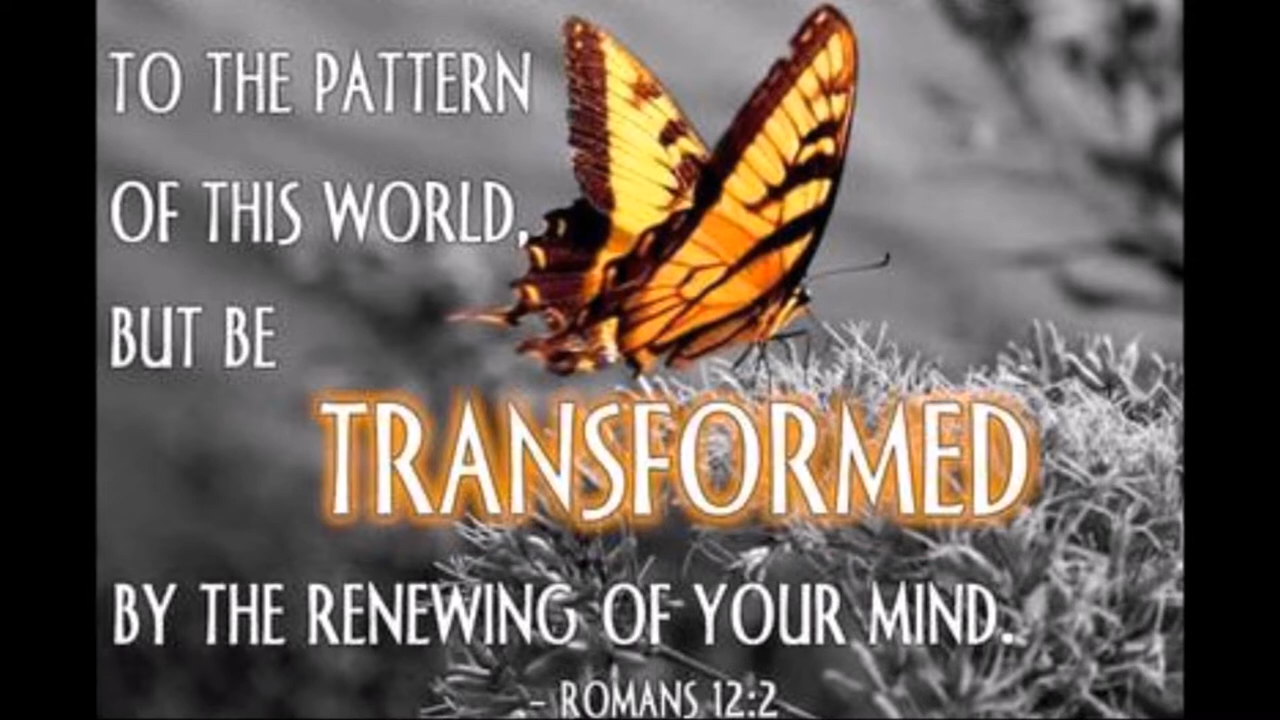 TO THE PATTERN
OF THIS WORLD,
BUT BE
TRANSFORMED
BY THE RENEWING OF YOUR MIND.
- ROMANS 12:2